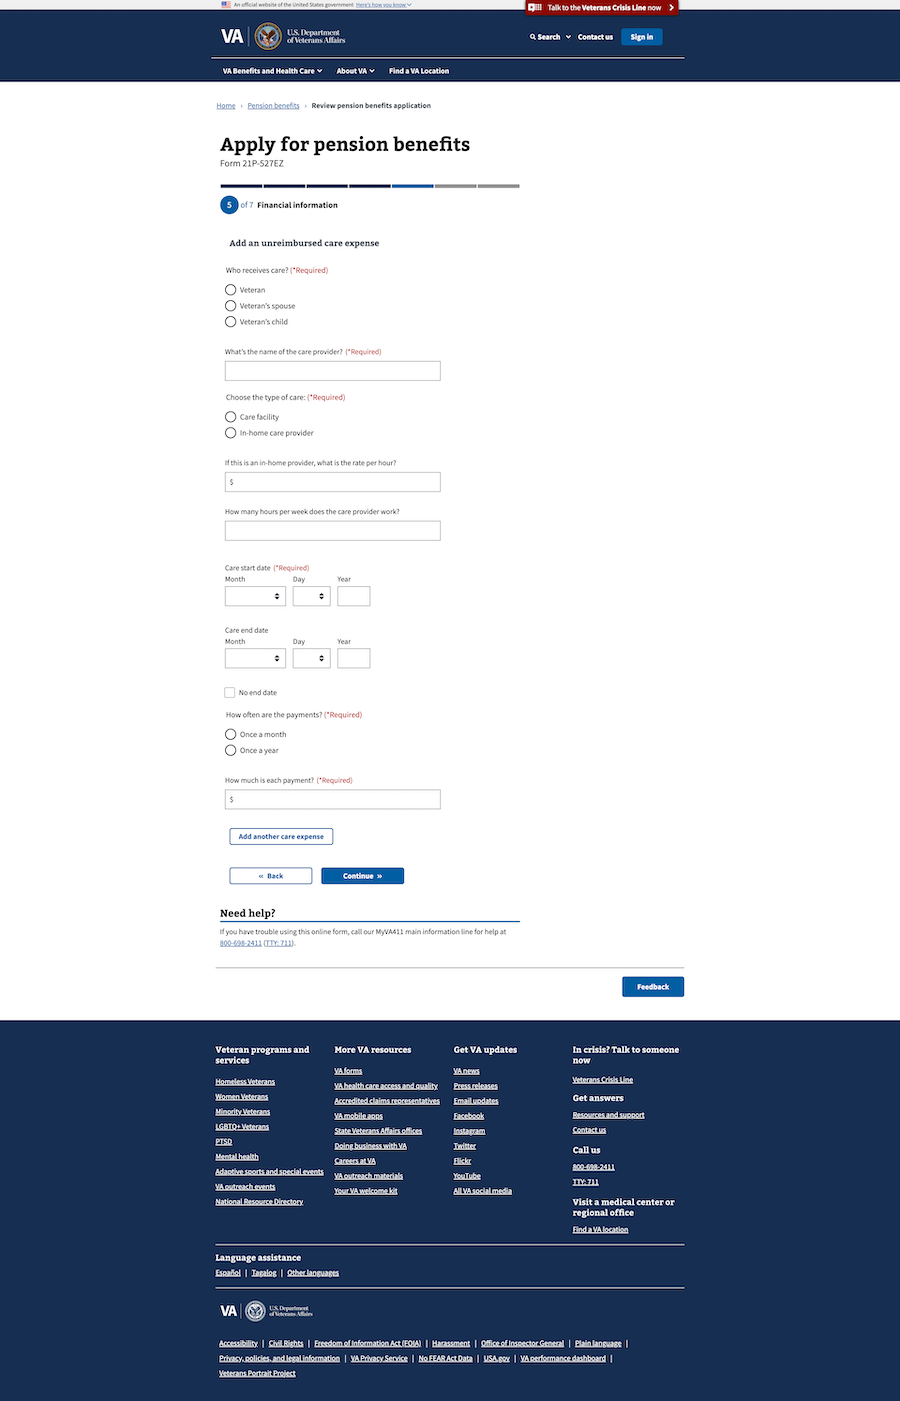 An official website of the United States government Here's how you know
Talk to the Veterans Crisis Line now
VA
U.S. Department
of Veterans Affairs
Search
Contact us
Sign in
VA Benefits and Health Care
About VA
Find a VA Location
Home › Pension benefits › Review pension benefits application
Apply for pension benefits
Form 21P-527EZ
5 of 7 Financial information
Add an unreimbursed care expense
Who receives care? (*Required)
Veteran
Veteran's spouse
Veteran's child
What's the name of the care provider? (*Required)
Choose the type of care: (*Required)
Care facility
In-home care provider
If this is an in-home provider, what is the rate per hour?
$
How many hours per week does the care provider work?
Care start date (*Required)
Month Day Year
Care end date
Month Day Year
No end date
How often are the payments? (*Required)
Once a month
Once a year
How much is each payment? (*Required)
$
Add another care expense
« Back
Continue »
Need help?
If you have trouble using this online form, call our MyVA411 main information line for help at
800-698-2411 (TTY: 711).
Feedback
Veteran programs and
services
Homeless Veterans
Women Veterans
Minority Veterans
LGBTQ+ Veterans
PTSD
Mental health
Adaptive sports and special events
VA outreach events
National Resource Directory
More VA resources
VA forms
VA health care access and quality
Accredited claims representatives
VA mobile apps
State Veterans Affairs offices
Doing business with VA
Careers at VA
VA outreach materials
Your VA welcome kit
Get VA updates
VA news
Press releases
Email updates
Facebook
Instagram
Twitter
Flickr
YouTube
All VA social media
In crisis? Talk to someone
now
Veterans Crisis Line
Get answers
Resources and support
Contact us
Call us
800-698-2411
TTY: 711
Visit a medical center or
regional office
Find a VA location
Language assistance
Español | Tagalog | Other languages
VA
U.S. Department
of Veterans Affairs
Accessibility | Civil Rights | Freedom of Information Act (FOIA) | Harassment | Office of Inspector General | Plain language |
Privacy, policies, and legal information | VA Privacy Service | No FEAR Act Data | USA.gov | VA performance dashboard |
Veterans Portrait Project